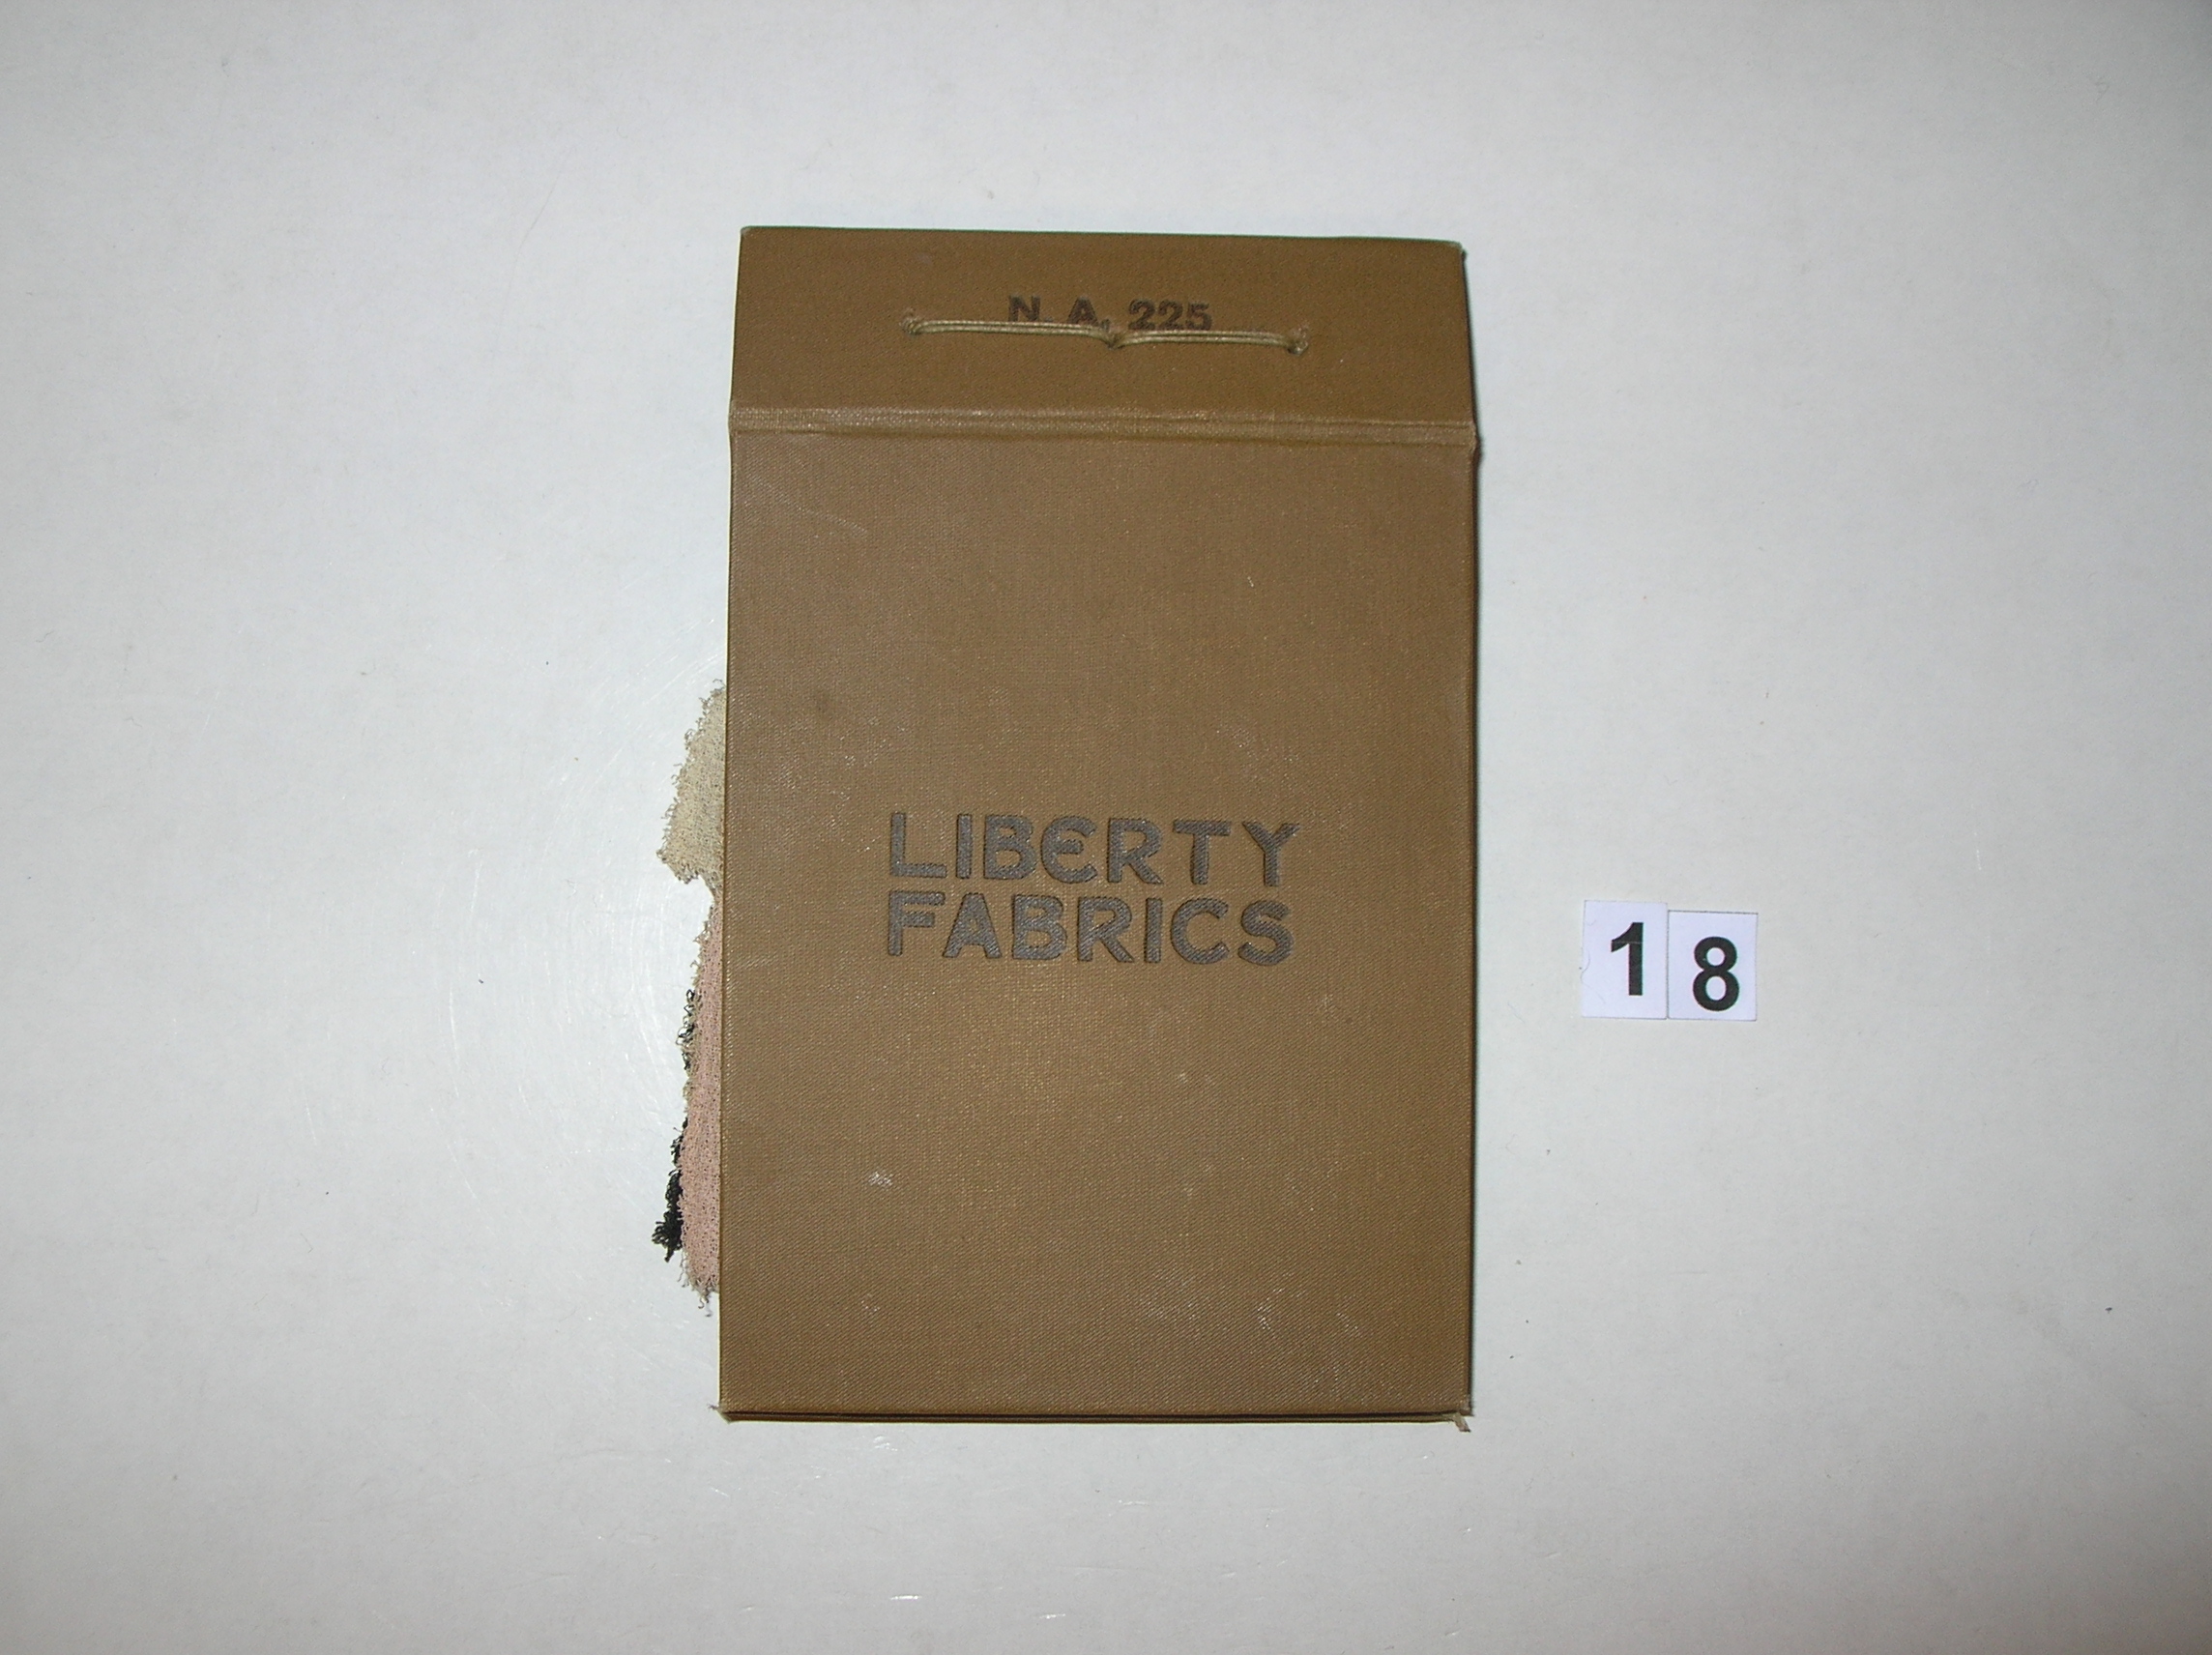 N. A. 225
LIBERTY
FABRICS
18